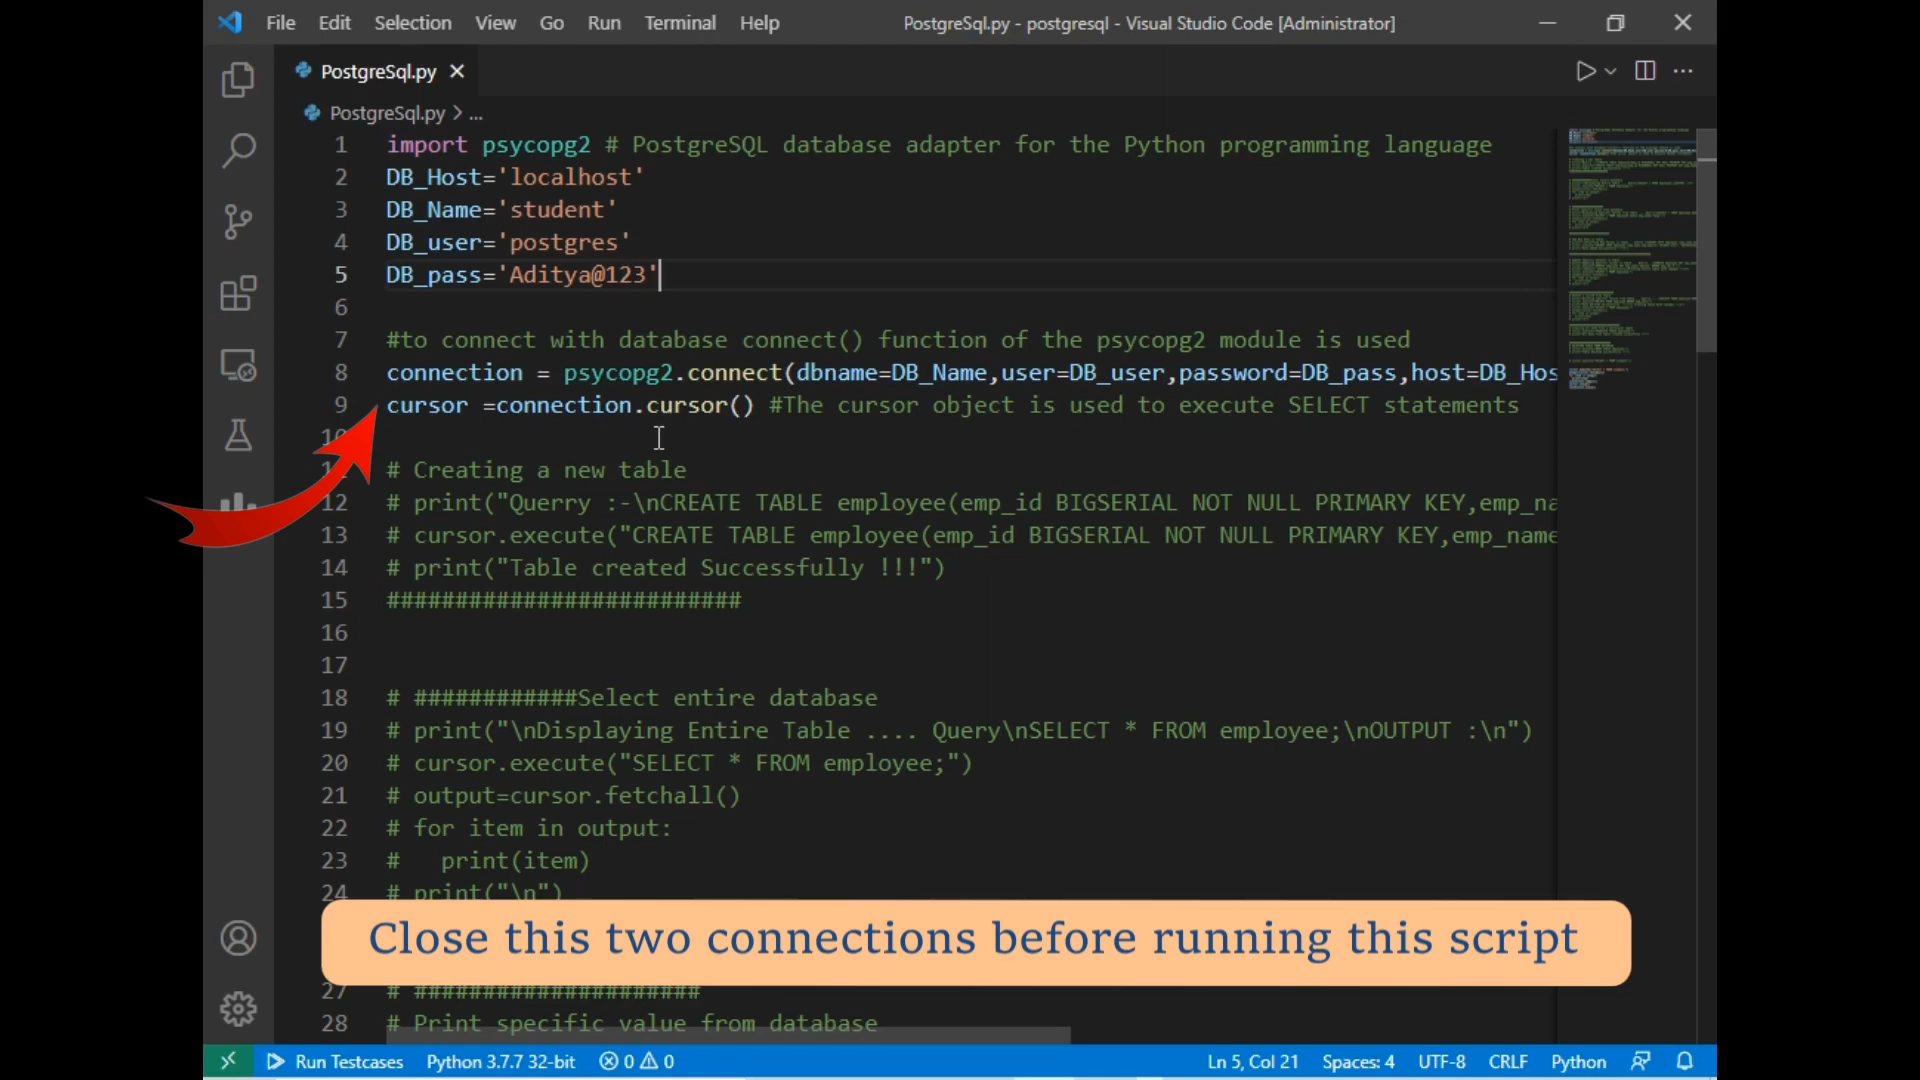 File Edit Selection View Go Run Terminal Help PostgreSql.py - postgresql - Visual Studio Code [Administrator]
PostgreSql.py
PostgreSql.py > ...
1 import psycopg2 # PostgreSQL database adapter for the Python programming language
2 DB_Host='localhost'
3 DB_Name='student'
4 DB_user='postgres'
5 DB_pass='Aditya@123'
6
7 #to connect with database connect() function of the psycopg2 module is used
8 connection = psycopg2.connect(dbname=DB_Name,user=DB_user,password=DB_pass,host=DB_Hos
9 cursor =connection.cursor() #The cursor object is used to execute SELECT statements
10
11 # Creating a new table
12 # print("Querry :-\nCREATE TABLE employee(emp_id BIGSERIAL NOT NULL PRIMARY KEY,emp_na
13 # cursor.execute("CREATE TABLE employee(emp_id BIGSERIAL NOT NULL PRIMARY KEY,emp_name
14 # print("Table created Successfully !!!")
15 ##########################
16
17
18 # ############Select entire database
19 # print("\nDisplaying Entire Table .... Query\nSELECT * FROM employee;\nOUTPUT :\n")
20 # cursor.execute("SELECT * FROM employee;")
21 # output=cursor.fetchall()
22 # for item in output:
23 #   print(item)
24 # print("\n")
Close this two connections before running this script
27 # #####################
28 # Print specific value from database
Run Testcases Python 3.7.7 32-bit 0 0 Ln 5, Col 21 Spaces: 4 UTF-8 CRLF Python